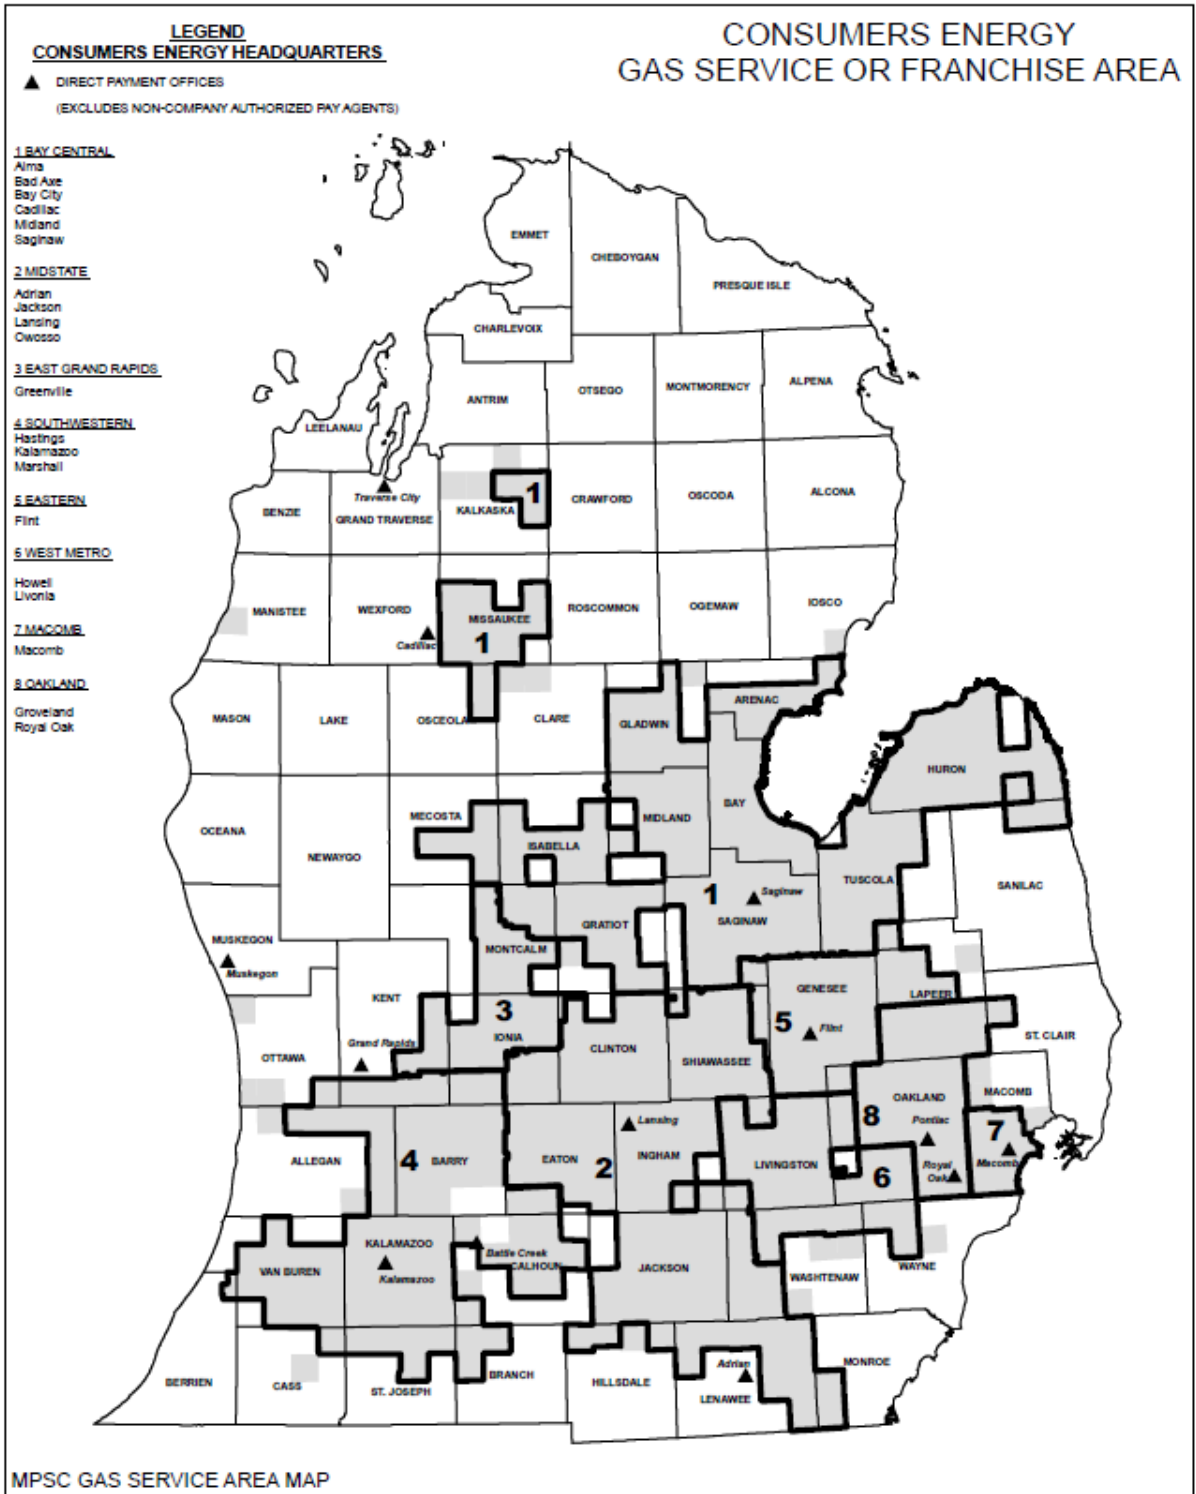 LEGEND
CONSUMERS ENERGY HEADQUARTERS
DIRECT PAYMENT OFFICES
(EXCLUDES NON-COMPANY AUTHORIZED PAY AGENTS)
CONSUMERS ENERGY
GAS SERVICE OR FRANCHISE AREA
1 BAY CENTRAL
Alma
Bad Axe
Bay City
Cadillac
Midland
Saginaw
2 MIDSTATE
Adrian
Jackson
Lansing
Owosso
3 EAST GRAND RAPIDS
Greenville
4 SOUTHWESTERN
Hastings
Kalamazoo
Marshall
5 EASTERN
Flint
6 WEST METRO
Howell
Livonia
7 MACOMB
Macomb
8 OAKLAND
Groveland
Royal Oak
EMMET
CHEBOYGAN
PRESQUE ISLE
CHARLEVOIX
ANTRIM
OTSEGO
MONTMORENCY
ALPENA
LEELANAU
Traverse City
BENZIE
GRAND TRAVERSE
KALKASKA
1
CRAWFORD
OSCODA
ALCONA
MANISTEE
WEXFORD
Cadillac
MISSAUKEE
1
ROSCOMMON
OGEMAW
IOSCO
MASON
LAKE
OSCEOLA
CLARE
GLADWIN
ARENAC
HURON
OCEANA
NEWAYGO
MECOSTA
ISABELLA
MIDLAND
BAY
TUSCOLA
SANILAC
MUSKEGON
Muskegon
MONTCALM
GRATIOT
1
Saginaw
SAGINAW
KENT
Grand Rapids
OTTAWA
3
IONIA
CLINTON
SHIAWASSEE
GENESEE
5
Flint
LAPEER
ST. CLAIR
ALLEGAN
4
BARRY
EATON
2
Lansing
INGHAM
LIVINGSTON
OAKLAND
8
Pontiac
Royal
Oak
6
MACOMB
7
Macomb
VAN BUREN
KALAMAZOO
Kalamazoo
Battle Creek
CALHOUN
JACKSON
WASHTENAW
WAYNE
BERRIEN
CASS
ST. JOSEPH
BRANCH
HILLSDALE
Adrian
LENAWEE
MONROE
MPSC GAS SERVICE AREA MAP